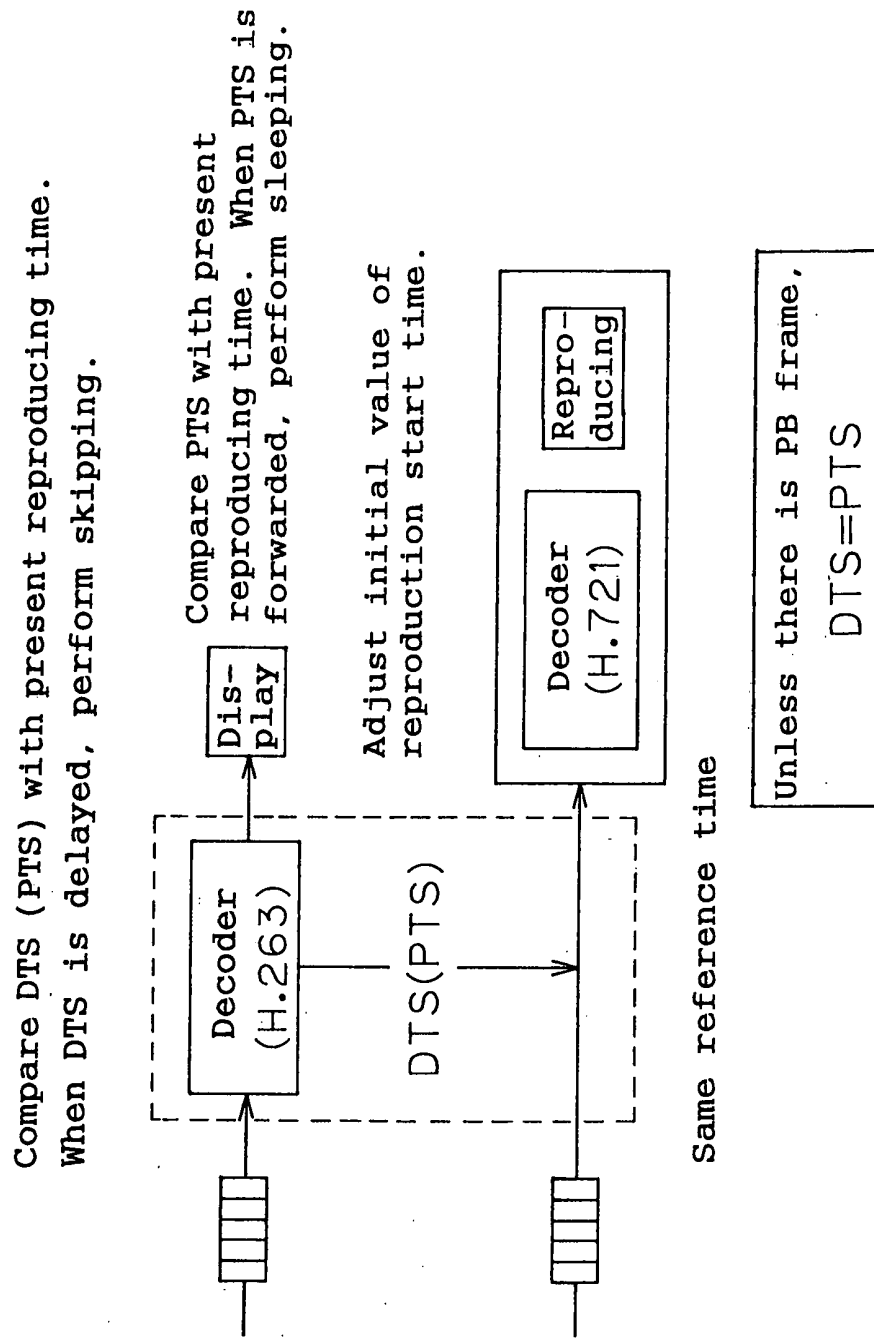 Compare DTS (PTS) with present reproducing time.
When DTS is delayed, perform skipping.
Decoder
(H.263)
Dis-
play
Compare PTS with present
reproducing time. When PTS is
forwarded, perform sleeping.
DTS(PTS)
Adjust initial value of
reproduction start time.
Decoder
(H.721)
Repro-
ducing
Same reference time
Unless there is PB frame,
DTS=PTS